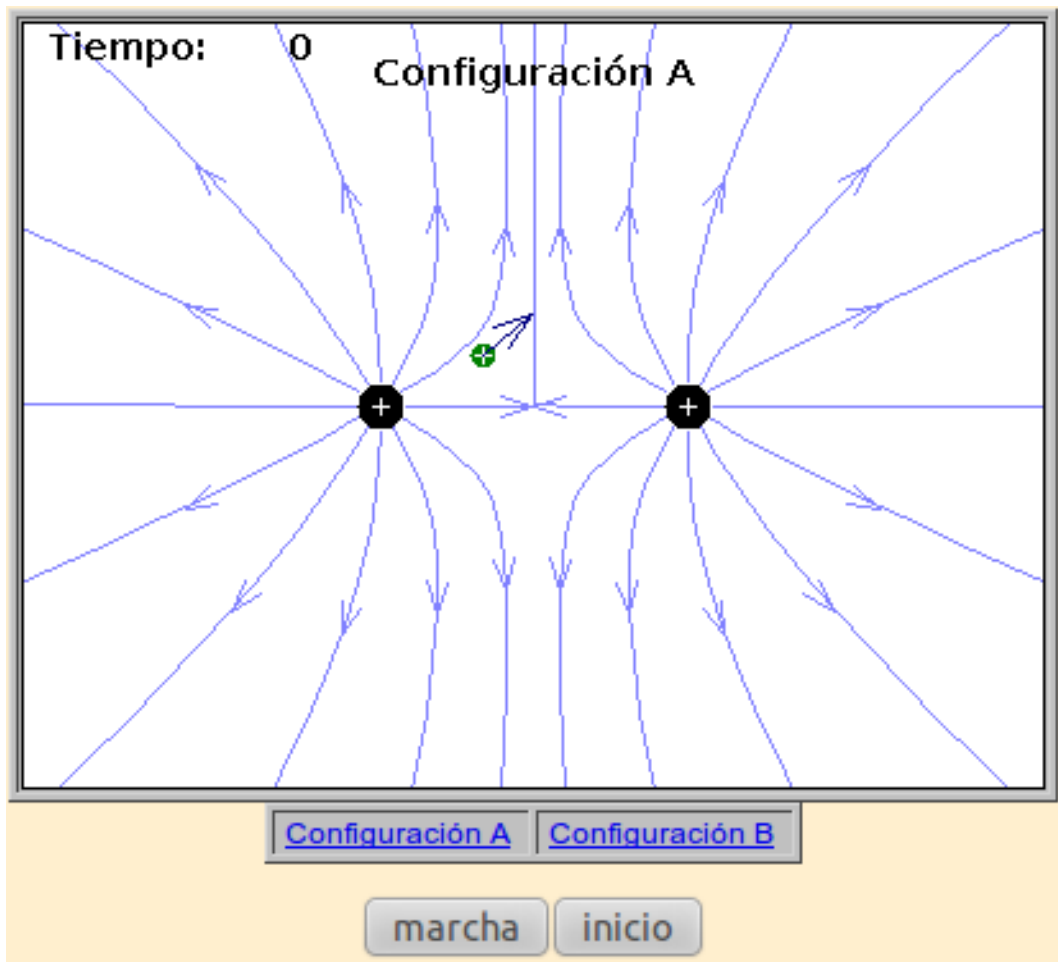 Tiempo: 0
Configuración A
+ + +
Configuración A Configuración B
marcha inicio